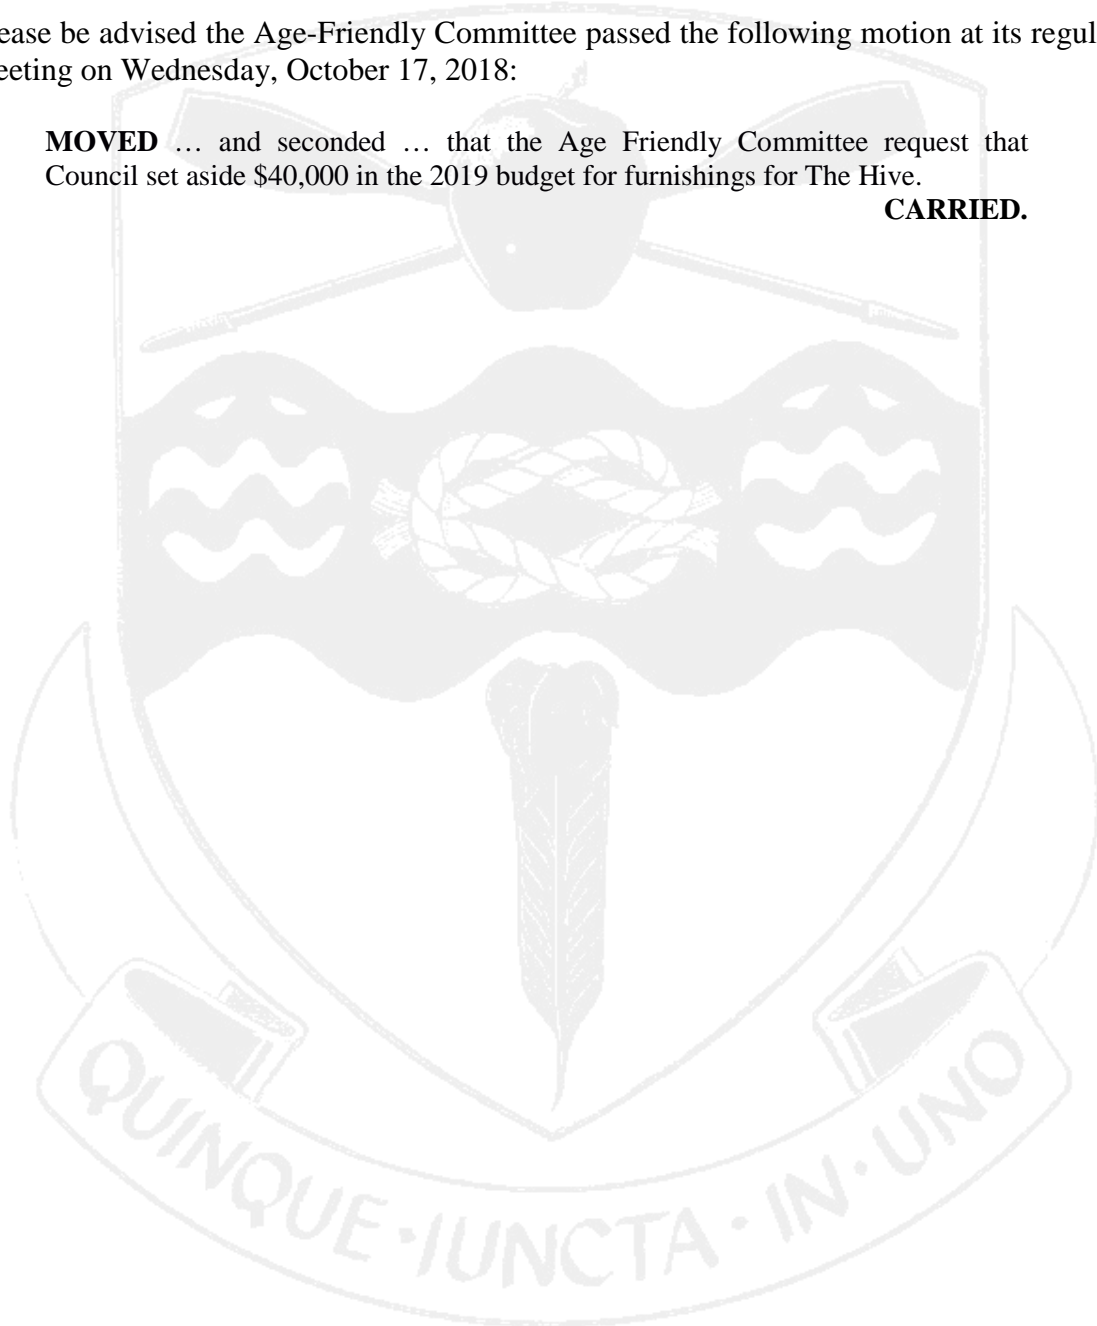 ease be advised the Age-Friendly Committee passed the following motion at its regul
eeting on Wednesday, October 17, 2018:
MOVED … and seconded … that the Age Friendly Committee request that
Council set aside $40,000 in the 2019 budget for furnishings for The Hive.
CARRIED.
QUINQUE·IUNCTA·IN·UNO